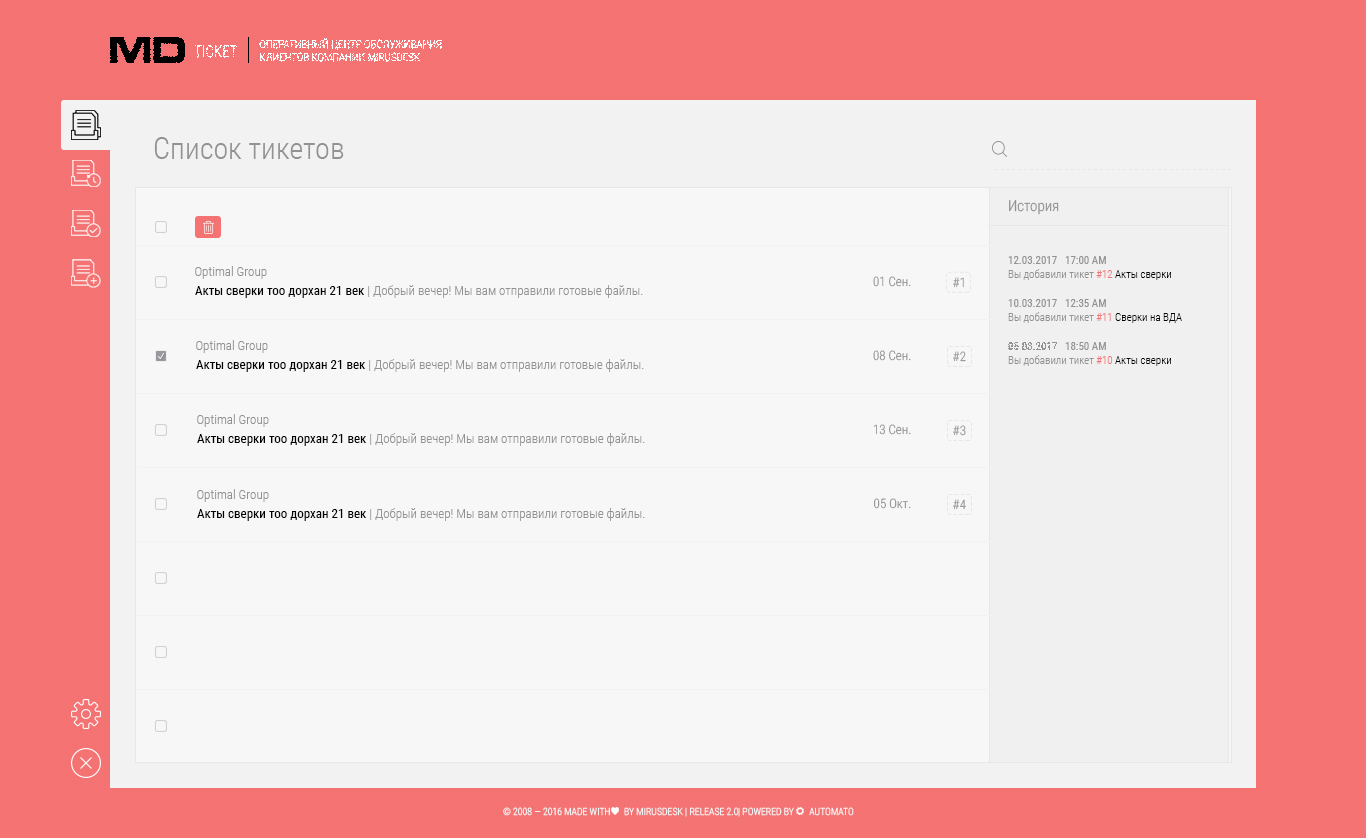 MD TICKET
ОПЕРАТИВНЫЙ ЦЕНТР ОБСЛУЖИВАНИЯ
КЛИЕНТОВ КОМПАНИИ MIRUSDESK
Список тикетов
Optimal Group
Акты сверки тоо дорхан 21 век | Добрый вечер! Мы вам отправили готовые файлы.
01 Сен.
#1
Optimal Group
Акты сверки тоо дорхан 21 век | Добрый вечер! Мы вам отправили готовые файлы.
08 Сен.
#2
Optimal Group
Акты сверки тоо дорхан 21 век | Добрый вечер! Мы вам отправили готовые файлы.
13 Сен.
#3
Optimal Group
Акты сверки тоо дорхан 21 век | Добрый вечер! Мы вам отправили готовые файлы.
05 Окт.
#4
История
12.03.2017 17:00 AM
Вы добавили тикет #12 Акты сверки
10.03.2017 12:35 AM
Вы добавили тикет #11 Сверки на ВДА
18:50 AM
Вы добавили тикет #10 Акты сверки
© 2008 — 2016 MADE WITH BY MIRUSDESK | RELEASE 2.0| POWERED BY AUTOMATO